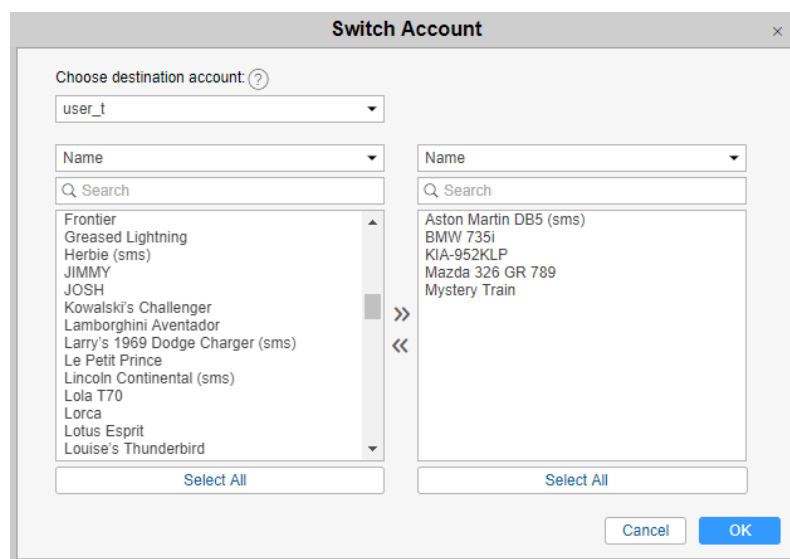 Switch Account
×
Choose destination account: ?
user_t
Name
Search
Frontier
Greased Lightning
Herbie (sms)
JIMMY
JOSH
Kowalski's Challenger
Lamborghini Aventador
Larry's 1969 Dodge Charger (sms)
Le Petit Prince
Lincoln Continental (sms)
Lola T70
Lorca
Lotus Esprit
Louise's Thunderbird
Select All
»
«
Name
Search
Aston Martin DB5 (sms)
BMW 735i
KIA-952KLP
Mazda 326 GR 789
Mystery Train
Select All
Cancel
OK